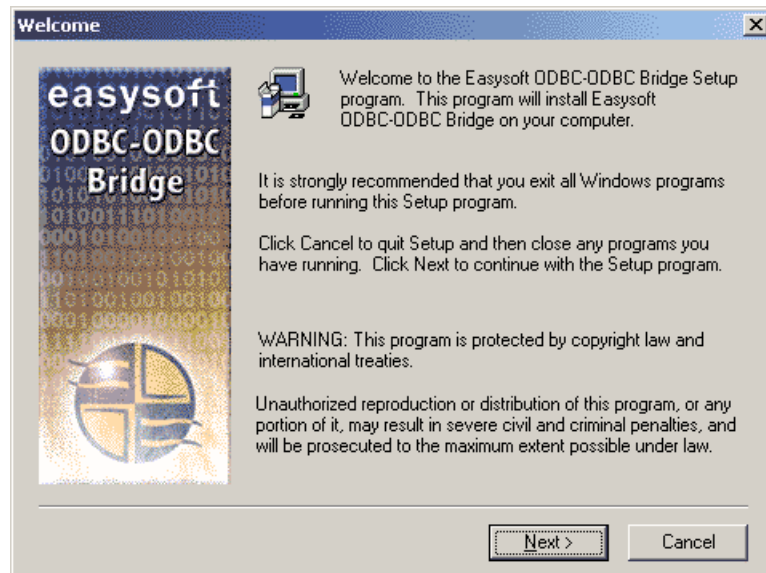 Welcome
easysoft
ODBC-ODBC
Bridge
Welcome to the Easysoft ODBC-ODBC Bridge Setup
program.  This program will install Easysoft
ODBC-ODBC Bridge on your computer.
It is strongly recommended that you exit all Windows programs
before running this Setup program.
Click Cancel to quit Setup and then close any programs you
have running.  Click Next to continue with the Setup program.
WARNING: This program is protected by copyright law and
international treaties.
Unauthorized reproduction or distribution of this program, or any
portion of it, may result in severe civil and criminal penalties, and
will be prosecuted to the maximum extent possible under law.
Next >
Cancel